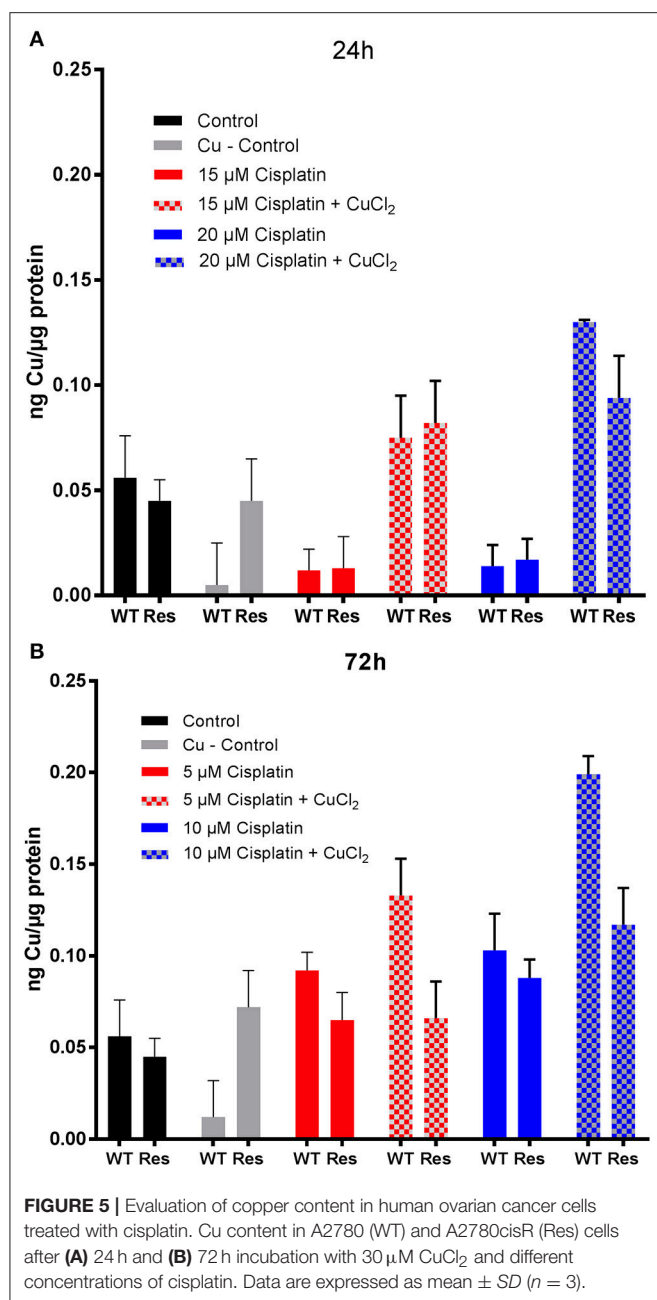 A
24h
0.25
0.20
0.15
0.10
0.05
0.00
ng Cu/µg protein
Control
Cu - Control
15 µM Cisplatin
15 µM Cisplatin + CuCl₂
20 µM Cisplatin
20 µM Cisplatin + CuCl₂
WT Res WT Res WT Res WT Res WT Res WT Res
B
72h
0.25
0.20
0.15
0.10
0.05
0.00
ng Cu/µg protein
Control
Cu - Control
5 µM Cisplatin
5 µM Cisplatin + CuCl₂
10 µM Cisplatin
10 µM Cisplatin + CuCl₂
WT Res WT Res WT Res WT Res WT Res WT Res
FIGURE 5 | Evaluation of copper content in human ovarian cancer cells
treated with cisplatin. Cu content in A2780 (WT) and A2780cisR (Res) cells
after (A) 24 h and (B) 72 h incubation with 30 µM CuCl₂ and different
concentrations of cisplatin. Data are expressed as mean ± SD (n = 3).